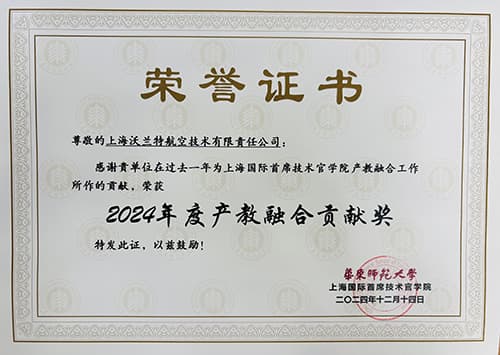 荣誉证书
尊敬的上海沃兰特航空技术有限责任公司：
感谢贵单位在过去一年为上海国际首席技术官学院产教融合工作
所作的贡献，荣获
2024年度产教融合贡献奖
特发此证，以兹鼓励！
华东师范大学
上海国际首席技术官学院
二〇二四年十二月十四日